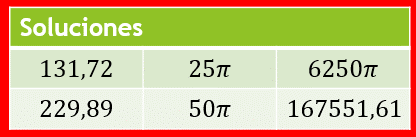 Soluciones
131,72 25𝜋 6250𝜋
229,89 50𝜋 167551,61